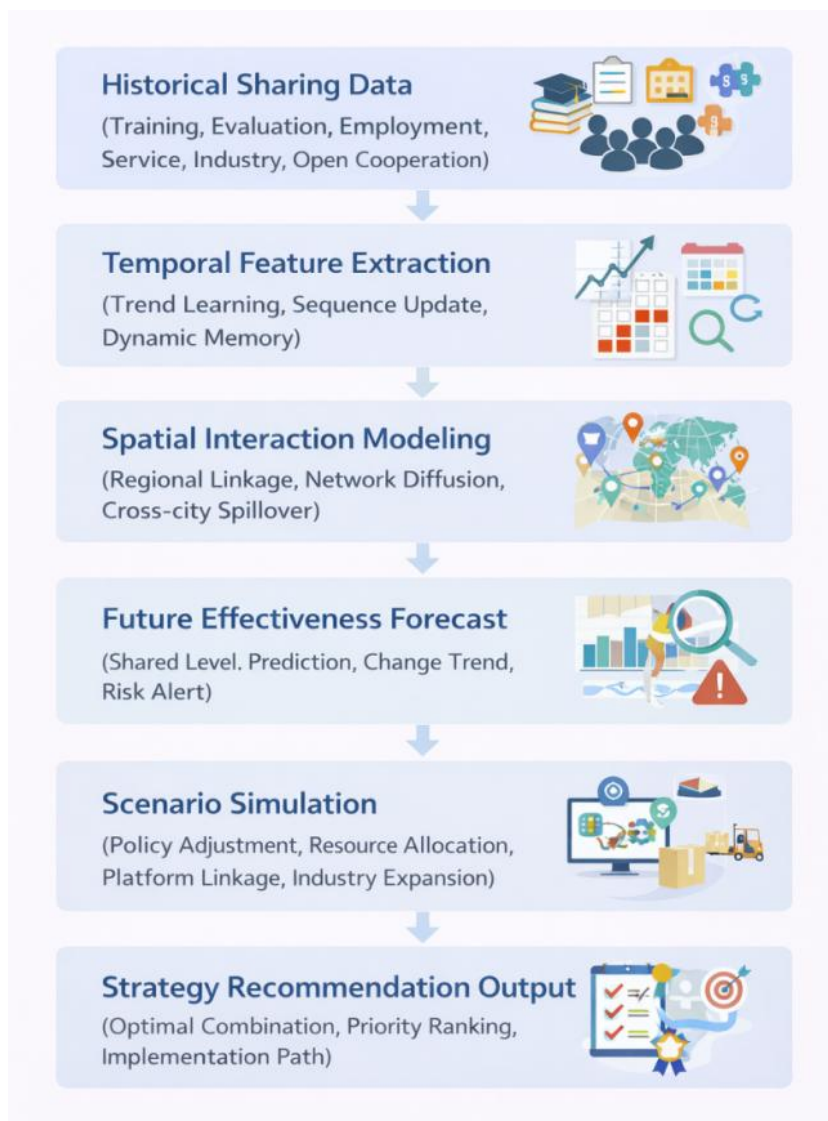 Historical Sharing Data
(Training, Evaluation, Employment,
Service, Industry, Open Cooperation)
Temporal Feature Extraction
(Trend Learning, Sequence Update,
Dynamic Memory)
Spatial Interaction Modeling
(Regional Linkage, Network Diffusion,
Cross-city Spillover)
Future Effectiveness Forecast
(Shared Level. Prediction, Change Trend,
Risk Alert)
Scenario Simulation
(Policy Adjustment, Resource Allocation,
Platform Linkage, Industry Expansion)
Strategy Recommendation Output
(Optimal Combination, Priority Ranking,
Implementation Path)